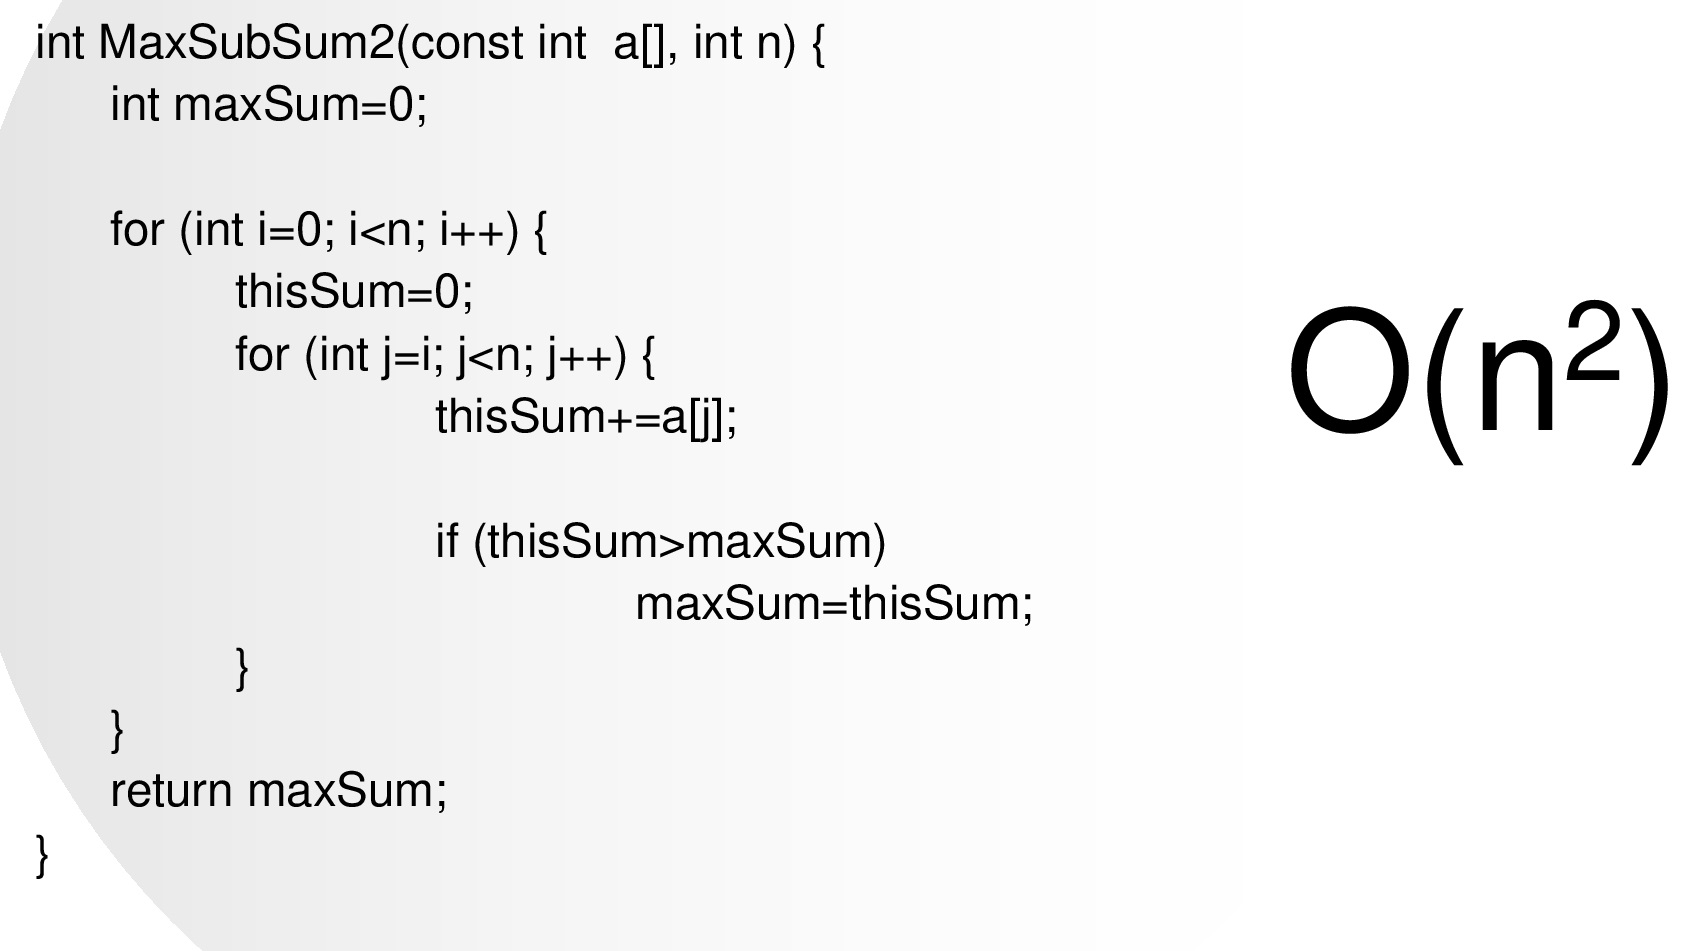 int MaxSubSum2(const int  a[], int n) {
int maxSum=0;
for (int i=0; i<n; i++) {
thisSum=0;
for (int j=i; j<n; j++) {
thisSum+=a[j];
if (thisSum>maxSum)
maxSum=thisSum;
}
}
return maxSum;
}
O(n²)